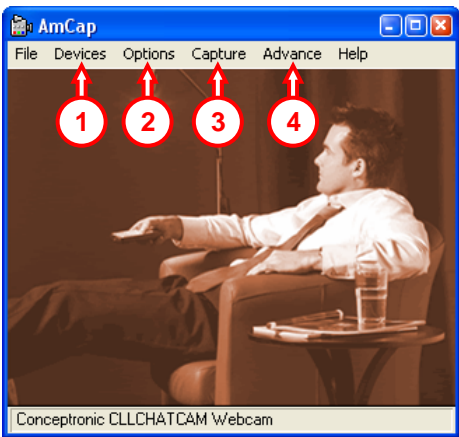 AmCap
File Devices Options Capture Advance Help
1 2 3 4
Conceptronic CLLCHATCAM Webcam